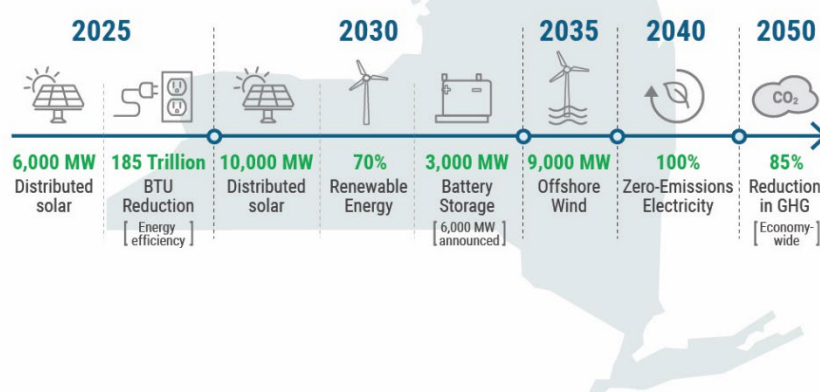 2025
2030
2035
2040
2050
CO₂
6,000 MW
Distributed
solar
185 Trillion
BTU
Reduction
[Energy
efficiency]
10,000 MW
Distributed
solar
70%
Renewable
Energy
3,000 MW
Battery
Storage
[6,000 MW
announced]
9,000 MW
Offshore
Wind
100%
Zero-Emissions
Electricity
85%
Reduction
in GHG
[Economy-
wide]